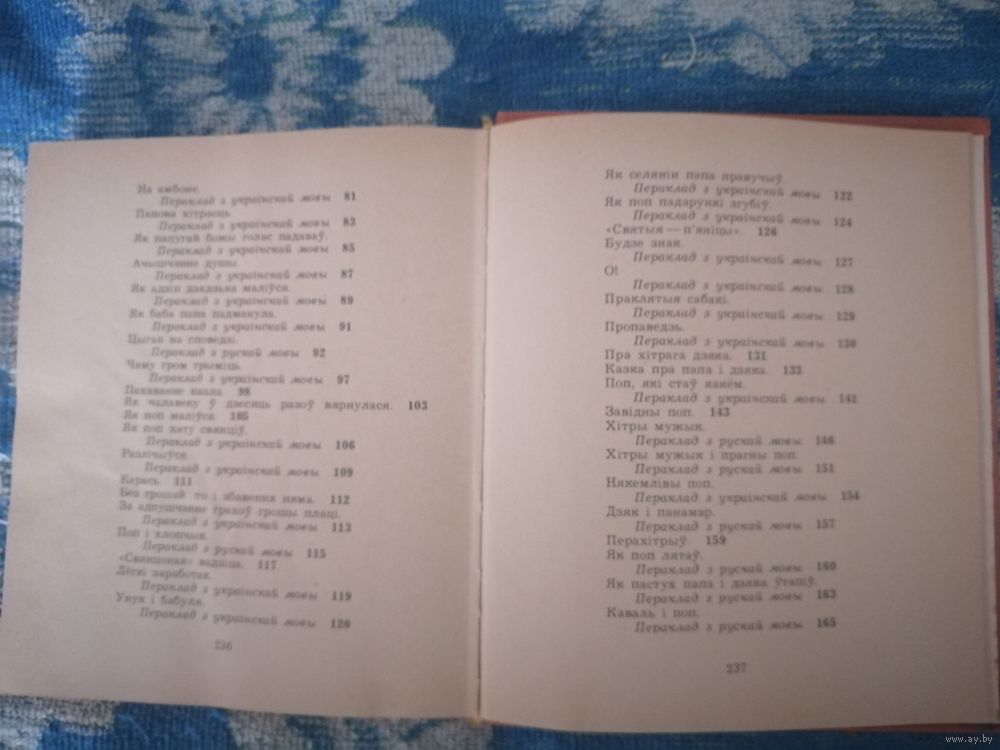 На амбоне.
Пераклад з украінскай мовы 81
Папова хітрасць.
Пераклад з украінскай мовы 83
Як папугай божы голас падаваў.
Пераклад з украінскай мовы 85
Ачышчэнне душы.
Пераклад з украінскай мовы 87
Як адзін дзядзька маліўся.
Пераклад з украінскай мовы 89
Як баба папа падманула.
Пераклад з украінскай мовы 91
Цыган на споведзі.
Пераклад з рускай мовы 92
Чаму гром грыміць.
Пераклад з украінскай мовы 97
Пахаванне казла 98
Як чалавеку ў дзесяць разоў вярнулася. 103
Як поп маліўся. 105
Як поп хату свянціў.
Пераклад з украінскай мовы 106
Разлічыўся.
Пераклад з украінскай мовы 109
Карась. 111
Без грошай то і збавення няма. 112
За адпушчэнне грахоў грошы плаці.
Пераклад з украінскай мовы 113
Поп і хлопчык.
Пераклад з рускай мовы 115
«Свянцоная» вадзіца. 117
Лёгкі заработак.
Пераклад з украінскай мовы 119
Унук і бабуля.
Пераклад з украінскай мовы 120
236
Як селянін папа правучыў.
Пераклад з украінскай мовы 122
Як поп падарункі згубіў.
Пераклад з украінскай мовы 124
«Святыя — п'яніцы». 126
Будзе знак.
Пераклад з украінскай мовы 127
О!
Пераклад з украінскай мовы 128
Праклятыя сабакі.
Пераклад з украінскай мовы 129
Пропаведзь.
Пераклад з украінскай мовы 130
Пра хітрага дзяка. 131
Казка пра папа і дзяка. 133
Поп, які стаў канём.
Пераклад з украінскай мовы 141
Завідны поп. 143
Хітры мужык.
Пераклад з рускай мовы 146
Хітры мужык і прагны поп.
Пераклад з рускай мовы 151
Някемлівы поп.
Пераклад з украінскай мовы 154
Дзяк і панамар.
Пераклад з рускай мовы 157
Перахітрыў. 159
Як поп лятаў.
Пераклад з рускай мовы 160
Як пастух папа і дзяка ўтапіў.
Пераклад з рускай мовы 163
Каваль і поп.
Пераклад з рускай мовы 165
237
www.ay.by